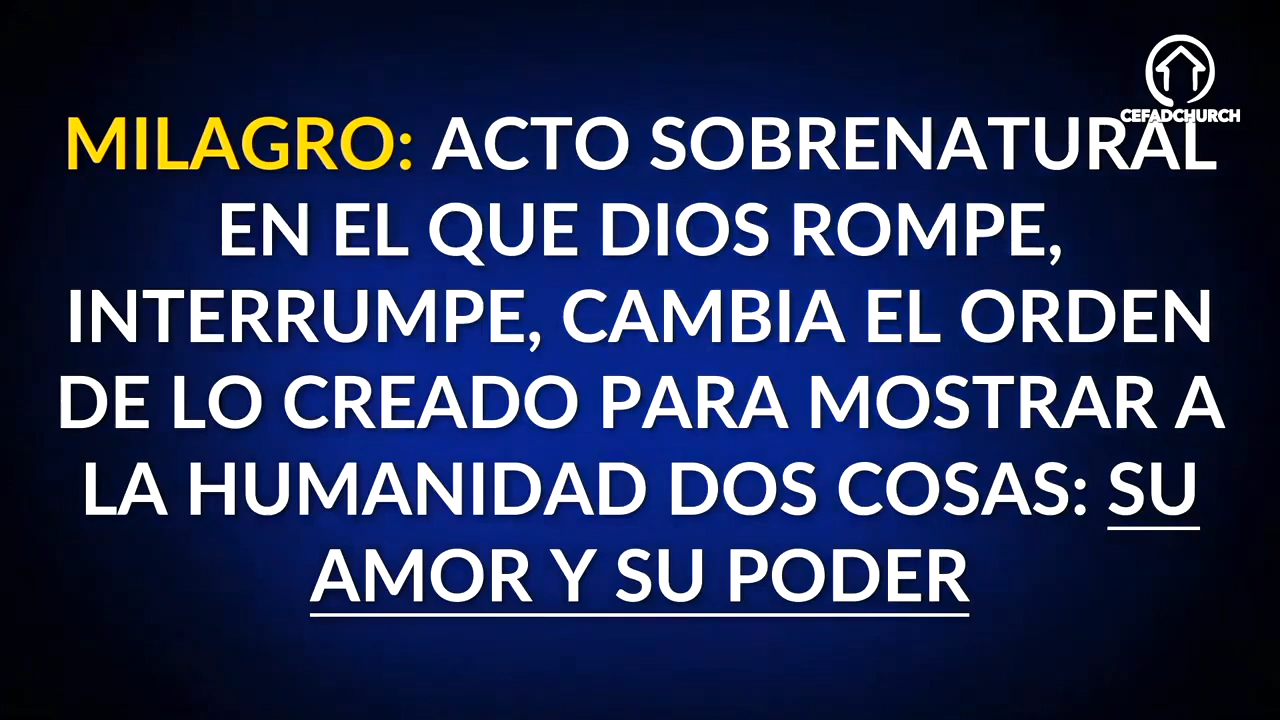 CEFADCHURCH
MILAGRO: ACTO SOBRENATURAL
EN EL QUE DIOS ROMPE,
INTERRUMPE, CAMBIA EL ORDEN
DE LO CREADO PARA MOSTRAR A
LA HUMANIDAD DOS COSAS: SU
AMOR Y SU PODER